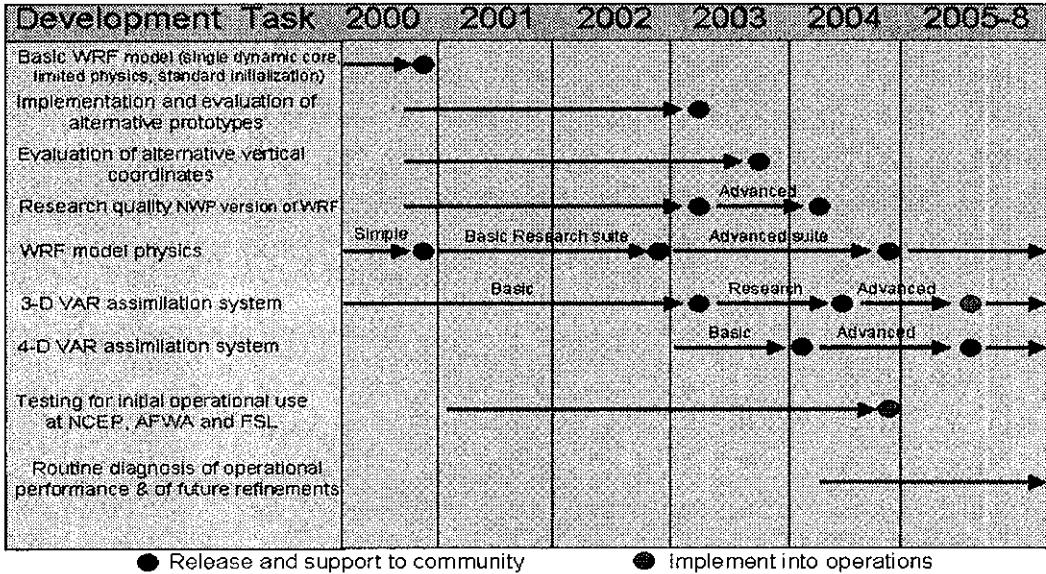 Development Task 2000 2001 2002 2003 2004 2005-8
Basic WRF model (single dynamic core,
limited physics, standard initialization)
Implementation and evaluation of
alternative prototypes
Evaluation of alternative vertical
coordinates
Advanced
Research quality NWP version of WRF
Simple Basic Research suite Advanced suite
WRF model physics
Basic Research Advanced
3-D VAR assimilation system
Basic Advanced
4-D VAR assimilation system
Testing for initial operational use
at NCEP, AFWA and FSL
Routine diagnosis of operational
performance & of future refinements
Release and support to community Implement into operations